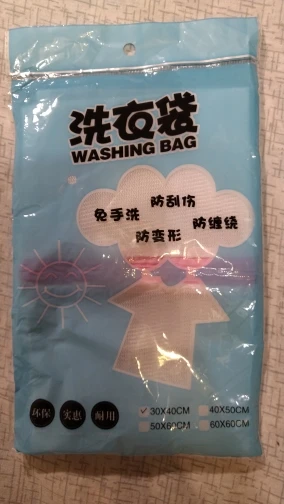 洗衣袋
WASHING BAG
免手洗 防刮伤
防变形 防缠绕
环保 实惠 耐用
✓ 30X40CM 40X50CM
50X60CM 60X60CM